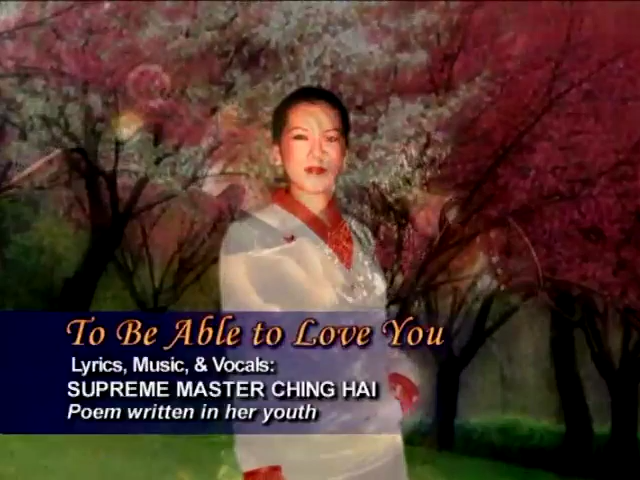 To Be Able to Love You
Lyrics, Music, & Vocals:
SUPREME MASTER CHING HAI
Poem written in her youth